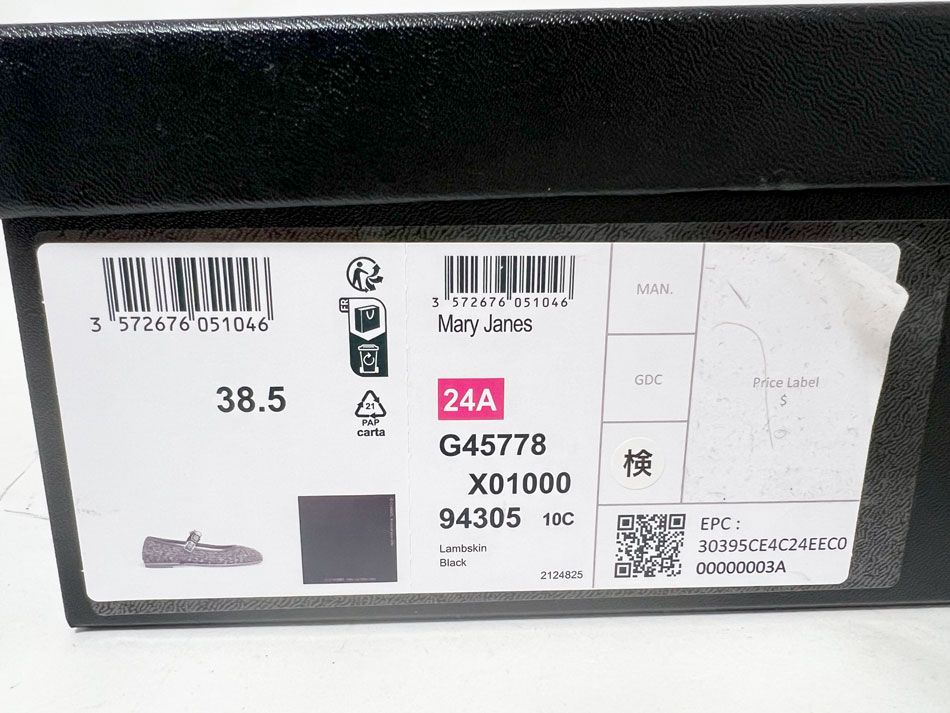 3 572676 051046
38.5
FR
21
PAP
carta
3 572676 051046
Mary Janes
24A
G45778
X01000
94305 10C
Lambskin
Black
2124825
MAN.
GDC
検
Price Label
$
EPC :
30395CE4C24EEC0
00000003A